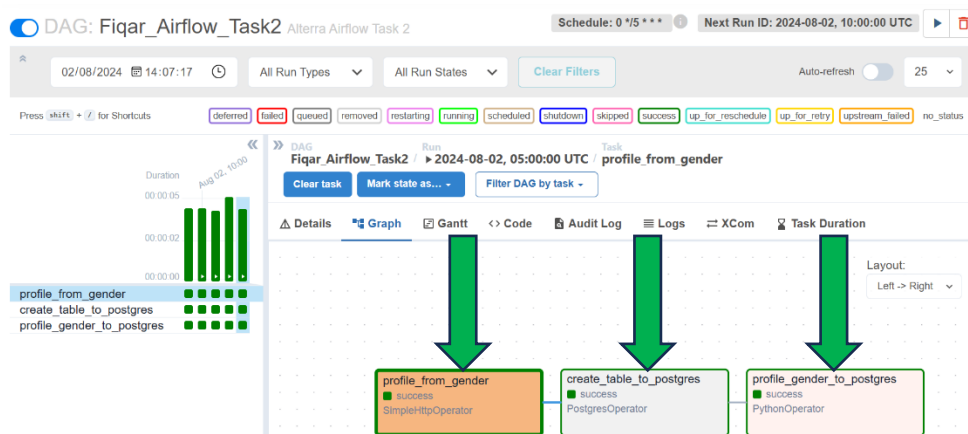 DAG: Fiqar_Airflow_Task2 Alterra Airflow Task 2
Schedule: 0 */5 * * *
Next Run ID: 2024-08-02, 10:00:00 UTC
02/08/2024 14:07:17
All Run Types
All Run States
Clear Filters
Auto-refresh
25
Press shift + / for Shortcuts
deferred failed queued removed restarting running scheduled shutdown skipped success up_for_reschedule up_for_retry upstream_failed no_status
Duration
Aug 02, 10:00
00:00:05
00:00:02
00:00:00
profile_from_gender
create_table_to_postgres
profile_gender_to_postgres
DAG Run Task
Fiqar_Airflow_Task2 / 2024-08-02, 05:00:00 UTC / profile_from_gender
Clear task
Mark state as...
Filter DAG by task
Details Graph Gantt <> Code Audit Log Logs XCom Task Duration
Layout:
Left -> Right
profile_from_gender
success
SimpleHttpOperator
create_table_to_postgres
success
PostgresOperator
profile_gender_to_postgres
success
PythonOperator